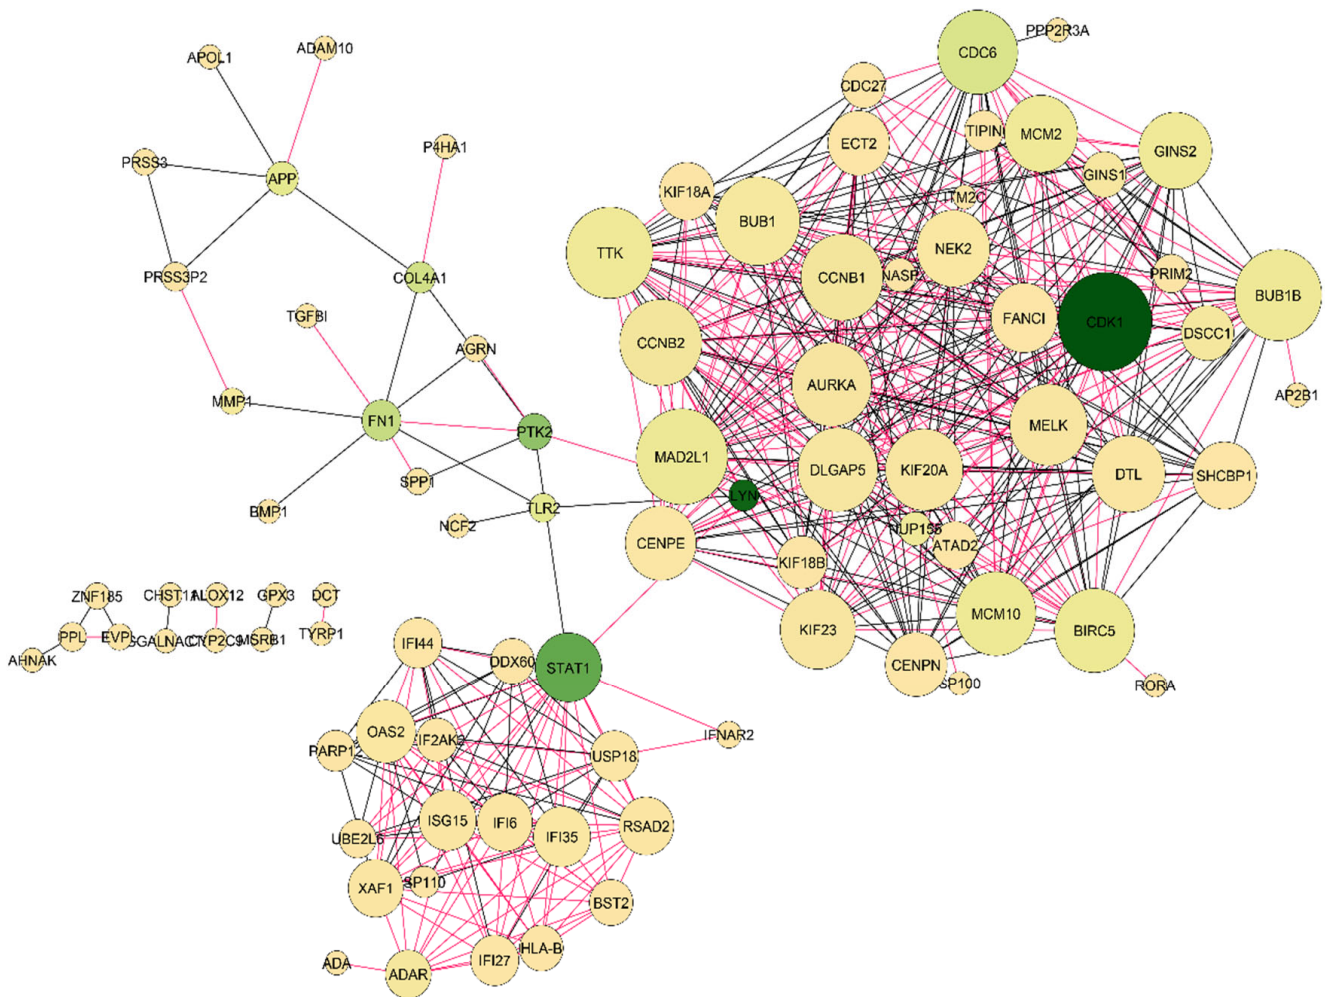 PPP2R3A
CDC6
ADAM10
APOL1
CDC27
TIPIN
MCM2
ECT2
P4HA1
GINS2
PRSS3
APP
GINS1
KIF18A
BUB1
NEK2
TTK
PRSS3P2
COL4A1
CCNB1
NASP
PRIM2
BUB1B
TGFBI
FANCI
CDK1
DSCC1
CCNB2
AGRN
AURKA
AP2B1
MMP1
FN1
PTK2
MELK
MAD2L1
DLGAP5
KIF20A
DTL
SHCBP1
SPP1
LYN
BMP1
NCF2
TLR2
NUP155
CENPE
ATAD2
KIF18B
ZNF185
GPX3
DCT
MCM10
KIF23
BIRC5
PPL
EVPL
MSRB1
TYRP1
AHNAK
IFI44
DDX60
STAT1
CENPN
SP100
RORA
OAS2
EIF2AK2
IFNAR2
USP18
ISG15
IFI6
IFI35
RSAD2
UBE2L6
XAF1
SP110
BST2
HLA-B
IFI27
ADA
ADAR